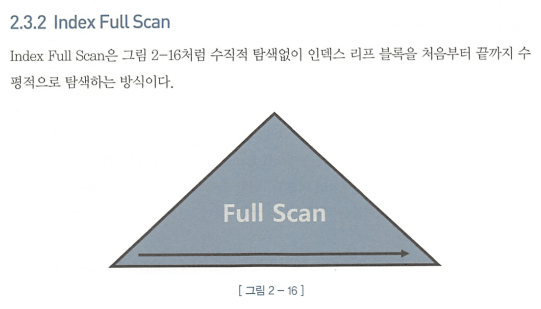 2.3.2 Index Full Scan
Index Full Scan은 그림 2-16처럼 수직적 탐색없이 인덱스 리프 블록을 처음부터 끝까지 수
평적으로 탐색하는 방식이다.
Full Scan
[ 그림 2 - 16 ]